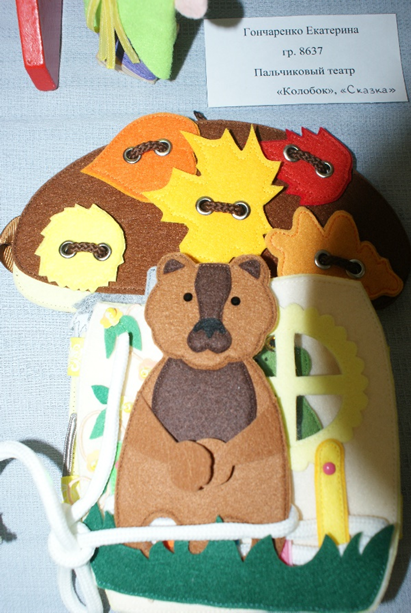 Гончаренко Екатерина
гр. 8637
Пальчиковый театр
«Колобок», «Сказка»